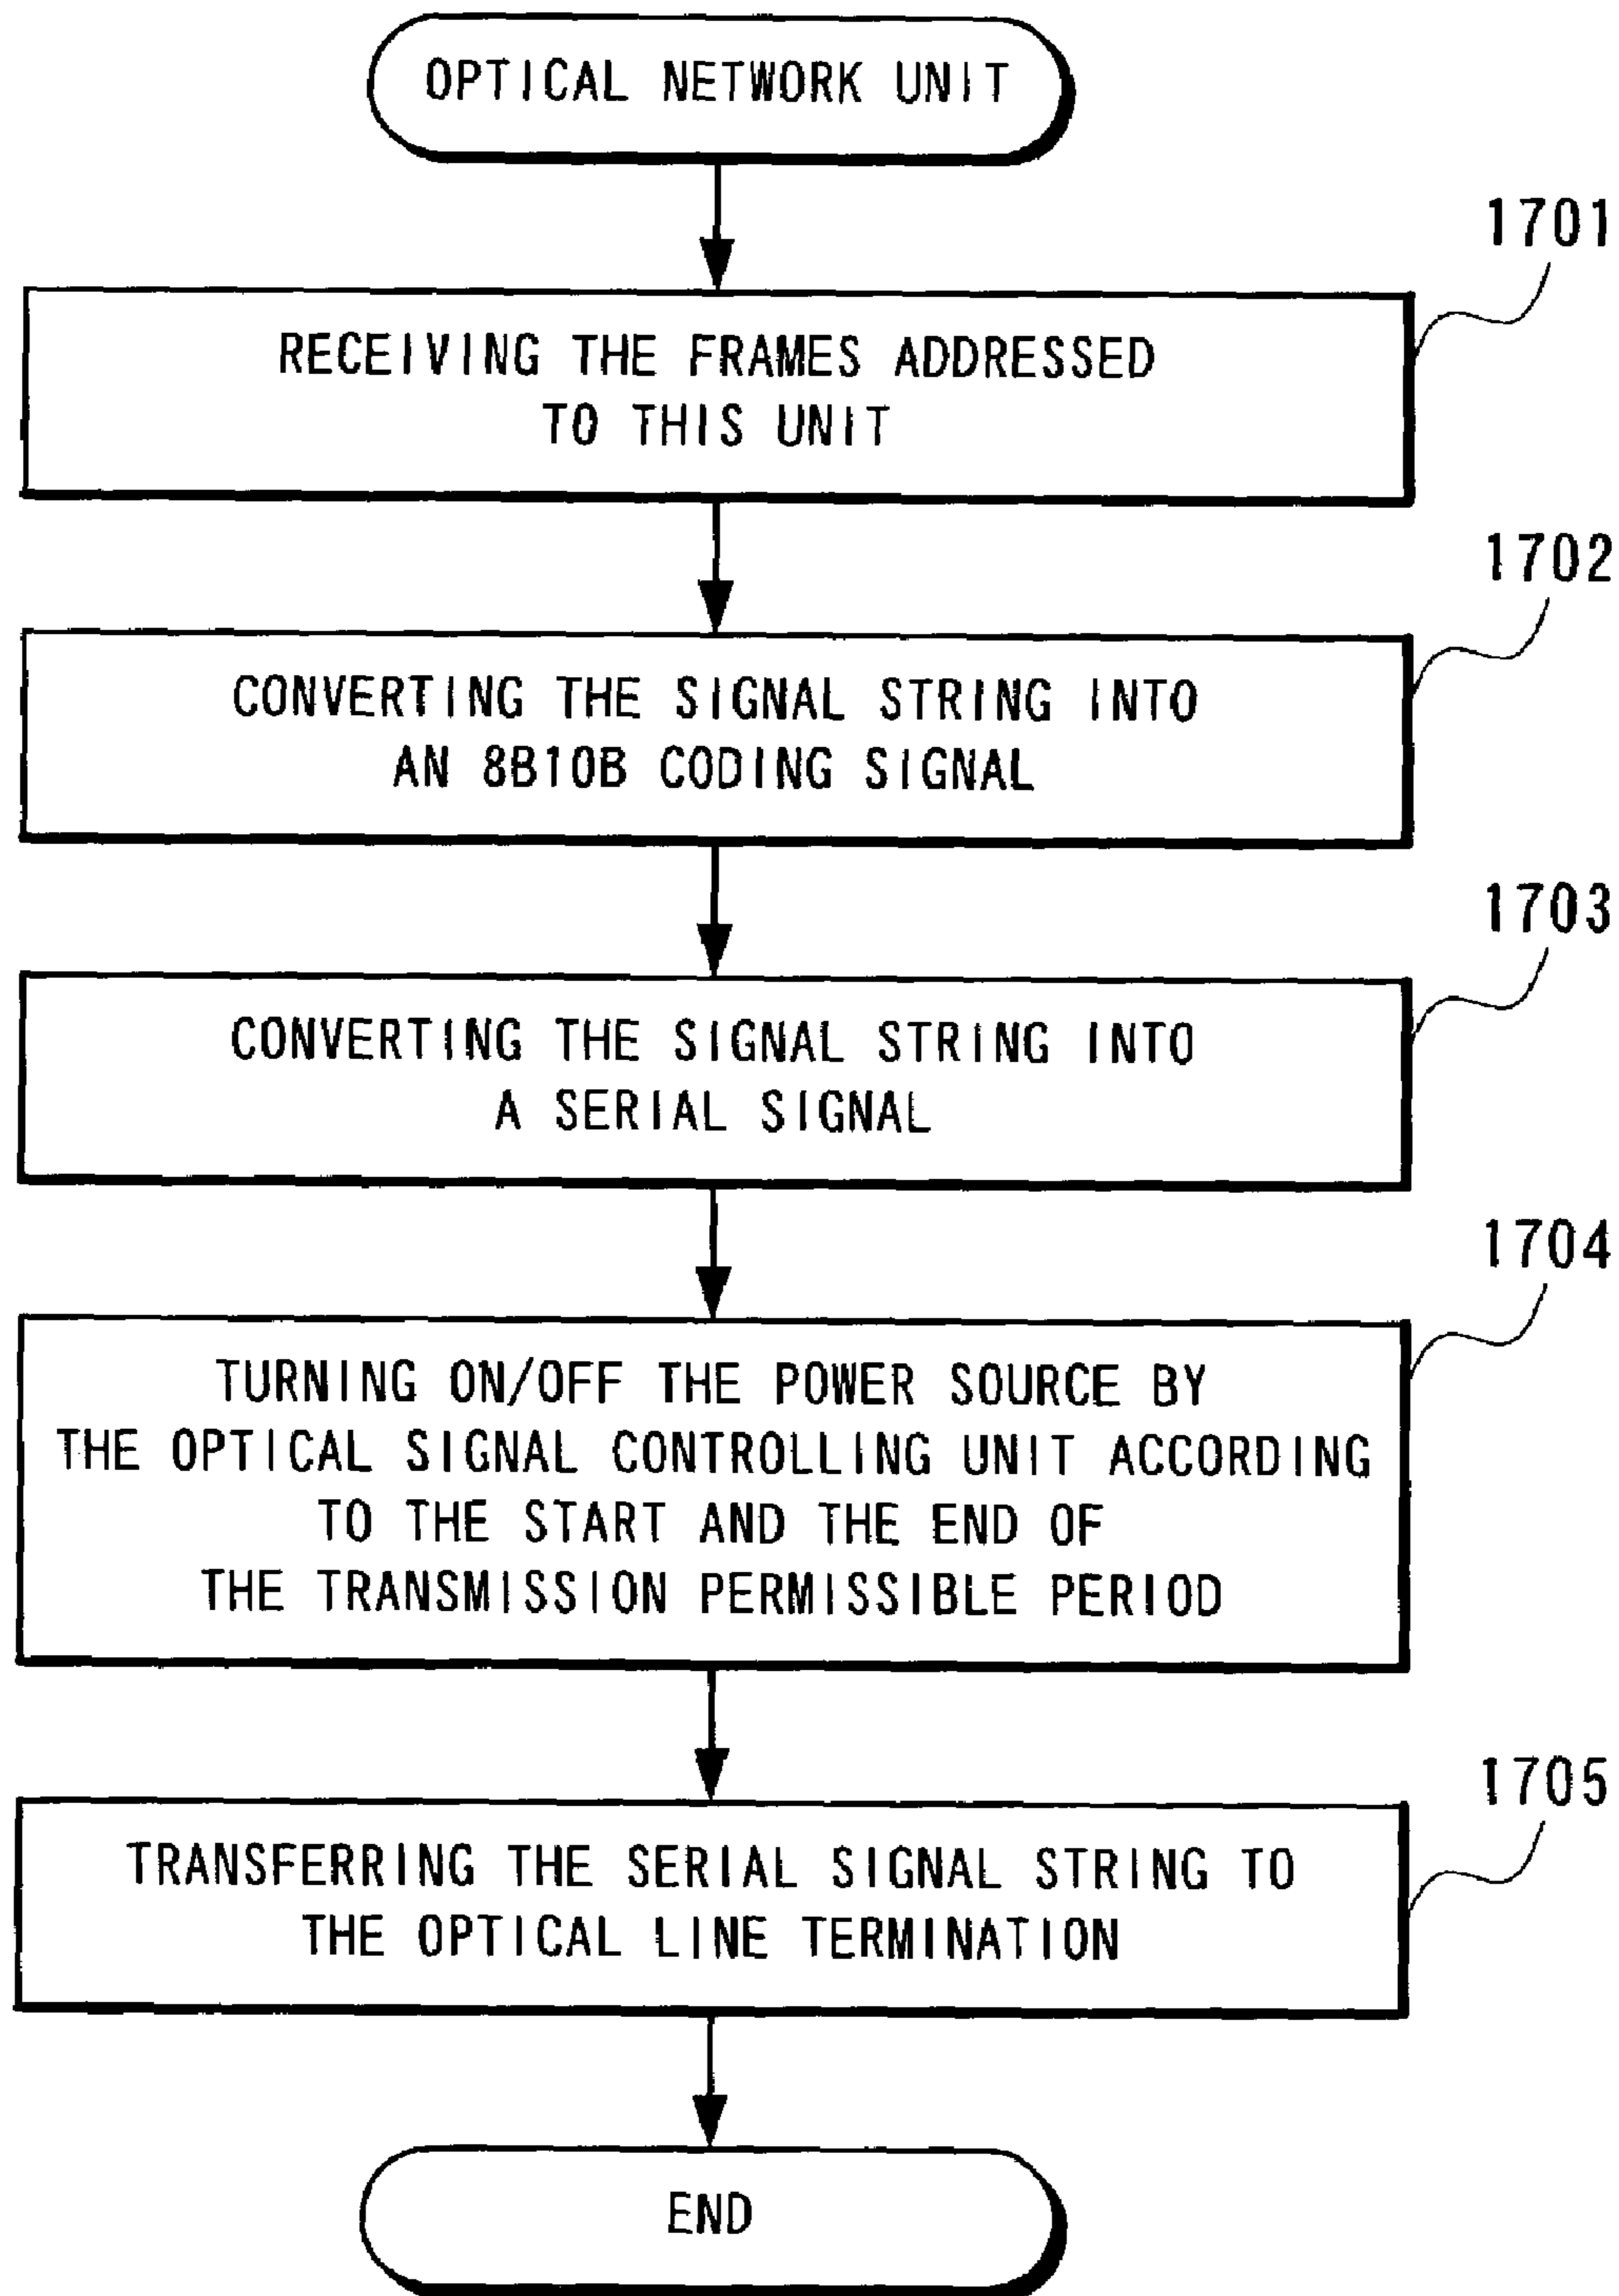 OPTICAL NETWORK UNIT
1701
RECEIVING THE FRAMES ADDRESSED
TO THIS UNIT
1702
CONVERTING THE SIGNAL STRING INTO
AN 8B10B CODING SIGNAL
1703
CONVERTING THE SIGNAL STRING INTO
A SERIAL SIGNAL
1704
TURNING ON/OFF THE POWER SOURCE BY
THE OPTICAL SIGNAL CONTROLLING UNIT ACCORDING
TO THE START AND THE END OF
THE TRANSMISSION PERMISSIBLE PERIOD
1705
TRANSFERRING THE SERIAL SIGNAL STRING TO
THE OPTICAL LINE TERMINATION
END